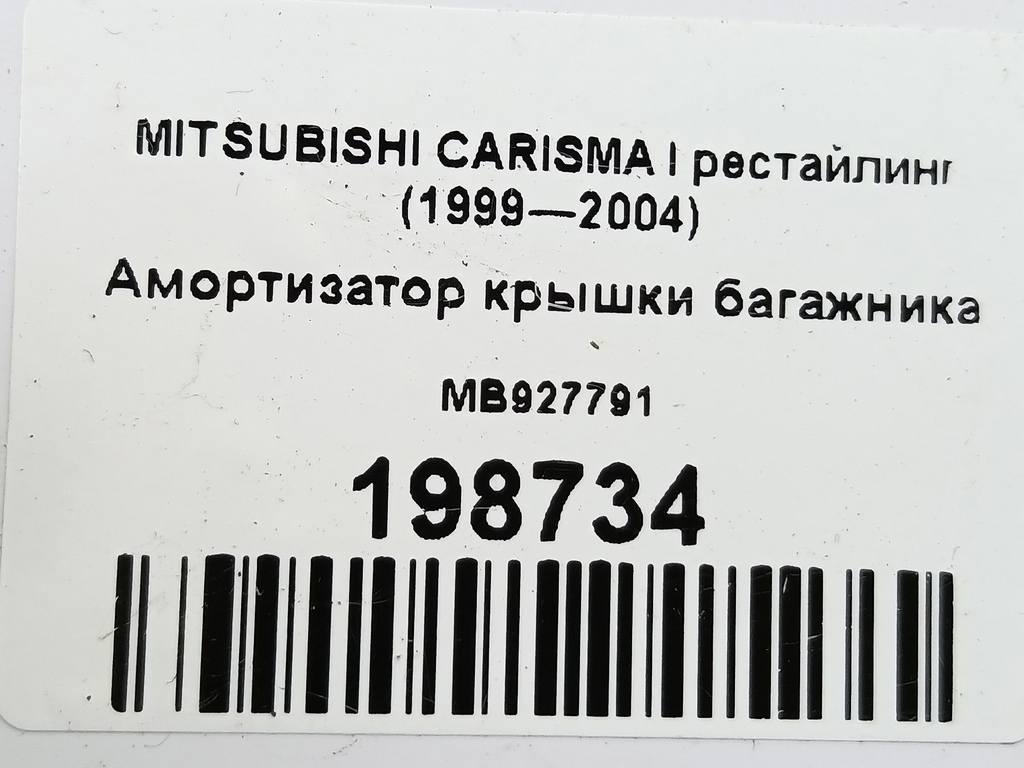 MITSUBISHI CARISMA I рестайлинг
(1999—2004)
Амортизатор крышки багажника
MB927791
198734